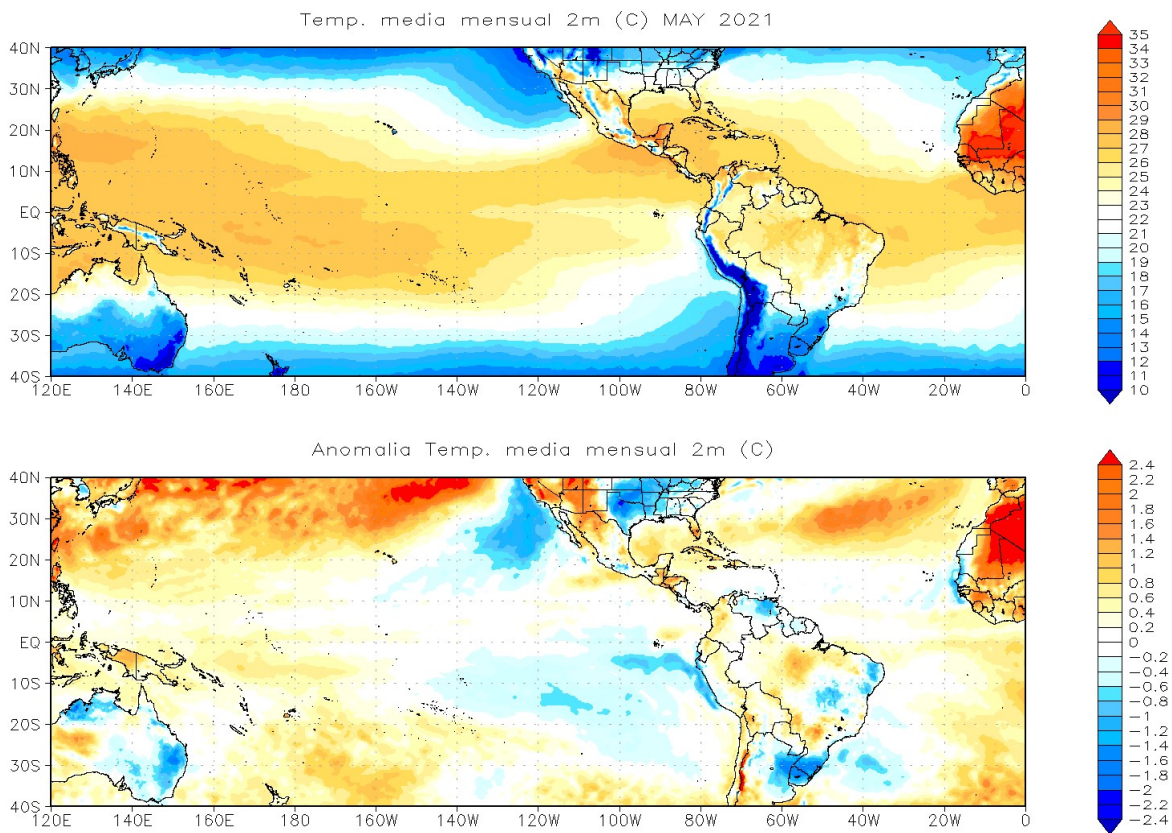 Temp. media mensual 2m (C) MAY 2021
40N
30N
20N
10N
EQ
10S
20S
30S
40S
120E 140E 160E 180 160W 140W 120W 100W 80W 60W 40W 20W 0
35
34
33
31
30
29
28
27
26
25
24
23
22
21
20
19
18
17
16
15
14
13
12
11
10
Anomalia Temp. media mensual 2m (C)
40N
30N
20N
10N
EQ
10S
20S
30S
40S
120E 140E 160E 180 160W 140W 120W 100W 80W 60W 40W 20W 0
2.4
2.2
2
1.8
1.6
1.4
1.2
1
0.8
0.6
0.4
0.2
0
−0.2
−0.4
−0.6
−0.8
−1
−1.2
−1.4
−1.6
−1.8
−2
−2.2
−2.4